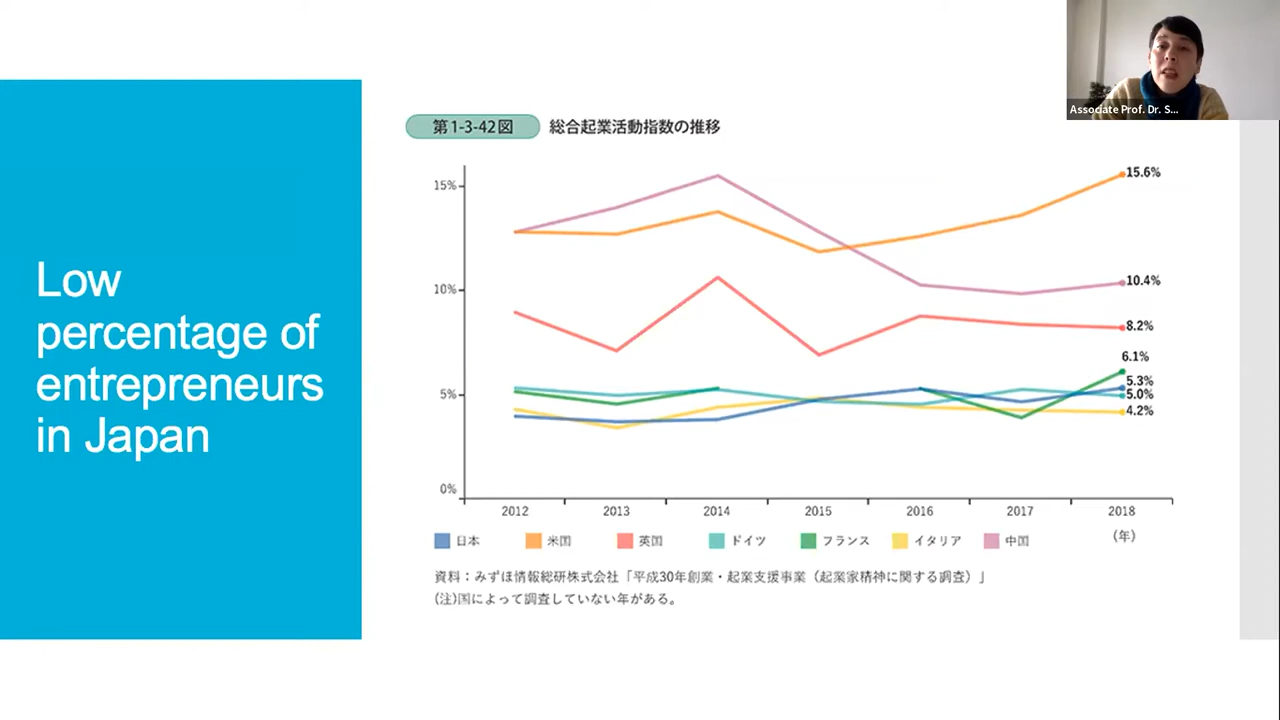 Associate Prof. Dr. S...
Low
percentage of
entrepreneurs
in Japan
第1-3-42図 総合起業活動指数の推移
15%
10%
5%
0%
15.6%
10.4%
8.2%
6.1%
5.3%
5.0%
4.2%
2012 2013 2014 2015 2016 2017 2018
(年)
日本 米国 英国 ドイツ フランス イタリア 中国
資料:みずほ情報総研株式会社「平成30年創業・起業支援事業(起業家精神に関する調査)」
(注)国によって調査していない年がある。